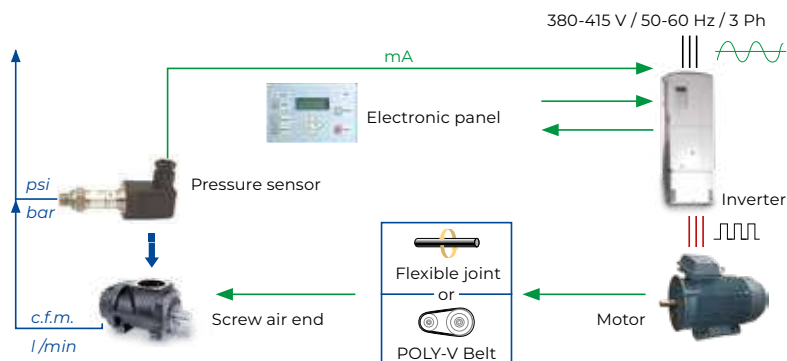 380-415 V / 50-60 Hz / 3 Ph
mA
Electronic panel
Pressure sensor
psi
bar
Inverter
Flexible joint
or
POLY-V Belt
Screw air end
Motor
c.f.m.
l /min